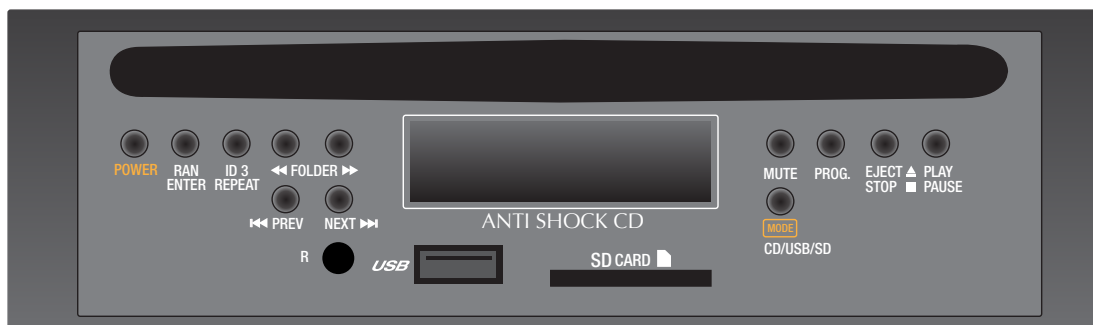 POWER
RAN
ENTER
ID 3
REPEAT
FOLDER
PREV
NEXT
R
ANTI SHOCK CD
USB
SD CARD
MUTE
PROG.
EJECT
STOP
PLAY
PAUSE
MODE
CD/USB/SD